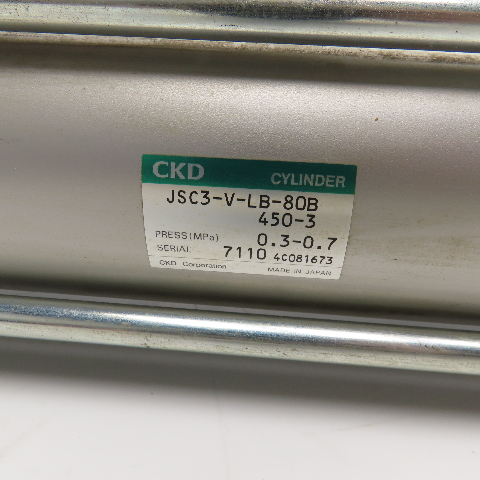 CKD CYLINDER
JSC3-V-LB-80B
450-3
PRESS(MPa) 0.3-0.7
SERIAL 7110 4C081673
CKD Corporation MADE IN JAPAN